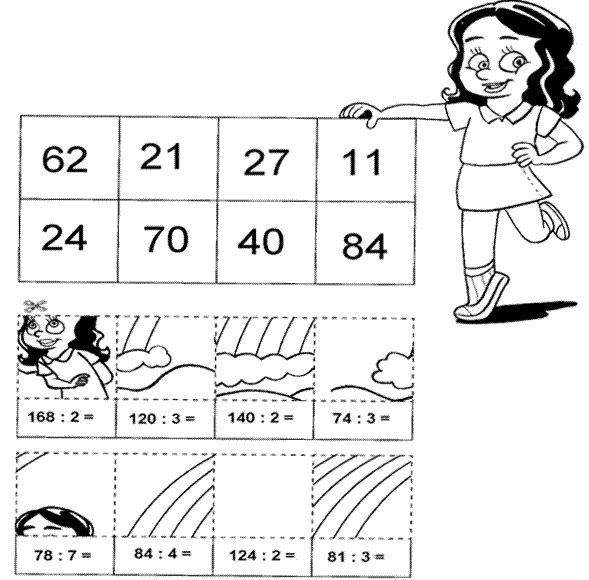 62 21 27 11
24 70 40 84
168 : 2 = 120 : 3 = 140 : 2 = 74 : 3 =
78 : 7 = 84 : 4 = 124 : 2 = 81 : 3 =